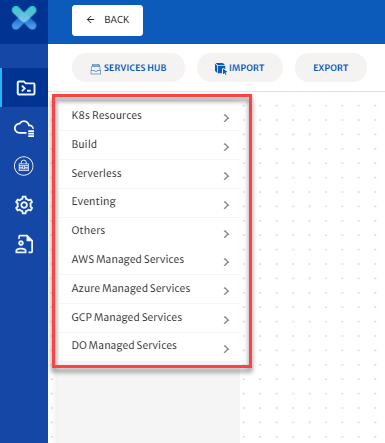 BACK
SERVICES HUB
IMPORT
EXPORT
K8s Resources
Build
Serverless
Eventing
Others
AWS Managed Services
Azure Managed Services
GCP Managed Services
DO Managed Services